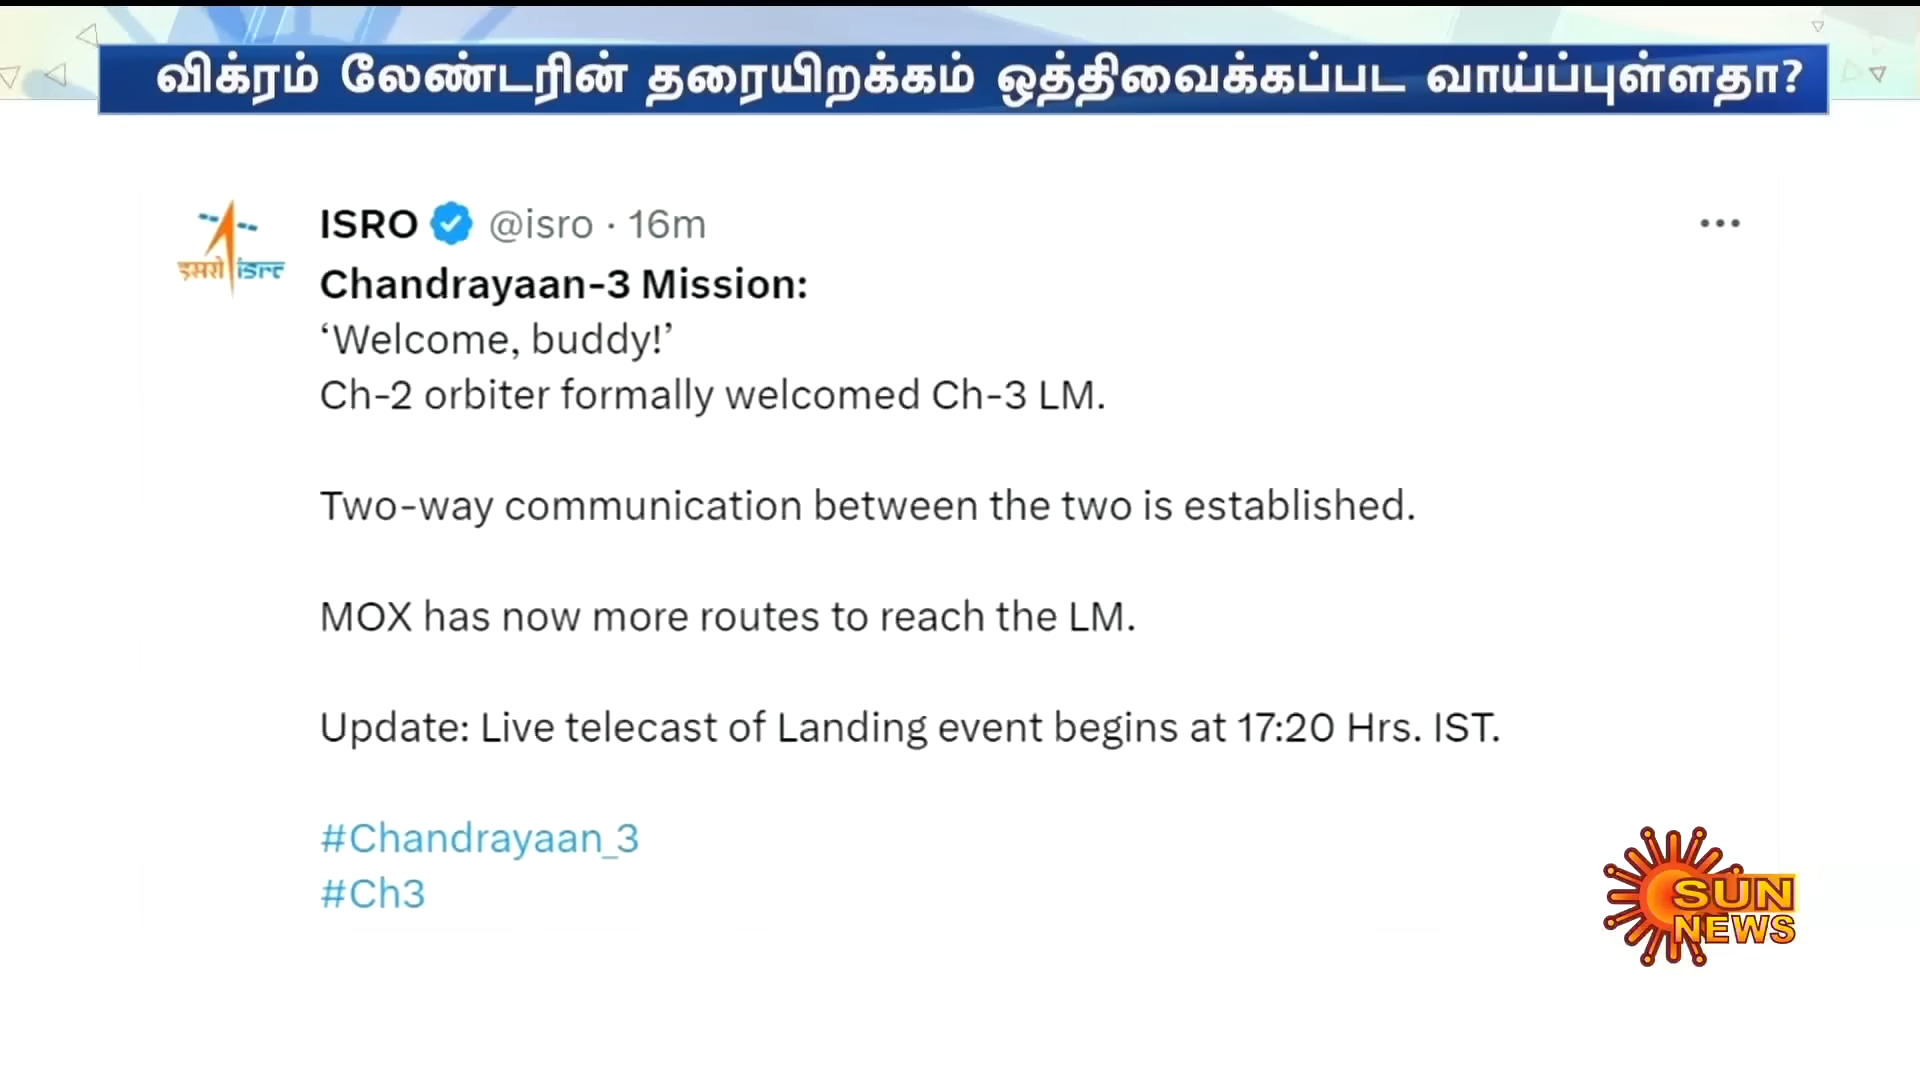 விக்ரம் லேண்டரின் தரையிறக்கம் ஒத்திவைக்கப்பட வாய்ப்புள்ளதா?
ISRO @isro · 16m
इसरो isro
Chandrayaan-3 Mission:
‘Welcome, buddy!’
Ch-2 orbiter formally welcomed Ch-3 LM.
Two-way communication between the two is established.
MOX has now more routes to reach the LM.
Update: Live telecast of Landing event begins at 17:20 Hrs. IST.
#Chandrayaan_3
#Ch3
SUN
NEWS